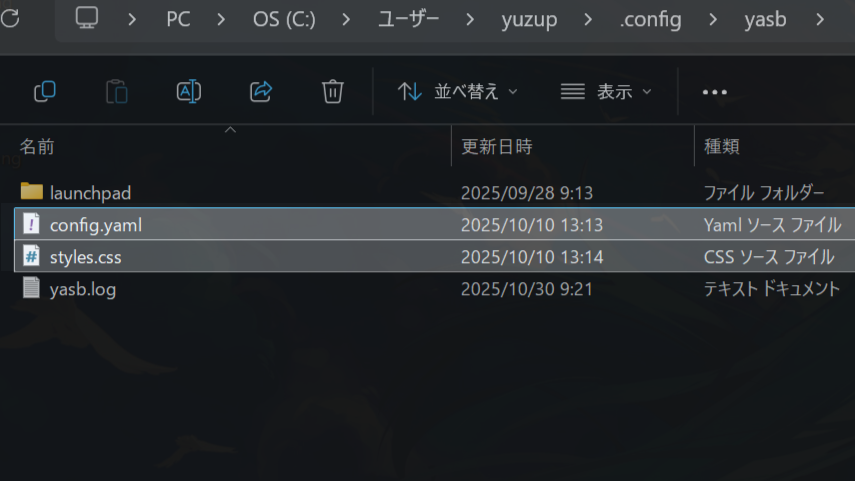 PC > OS (C:) > ユーザー > yuzup > .config > yasb >
並べ替え 表示
名前 更新日時 種類
launchpad 2025/09/28 9:13 ファイル フォルダー
config.yaml 2025/10/10 13:13 Yaml ソース ファイル
styles.css 2025/10/10 13:14 CSS ソース ファイル
yasb.log 2025/10/30 9:21 テキスト ドキュメント